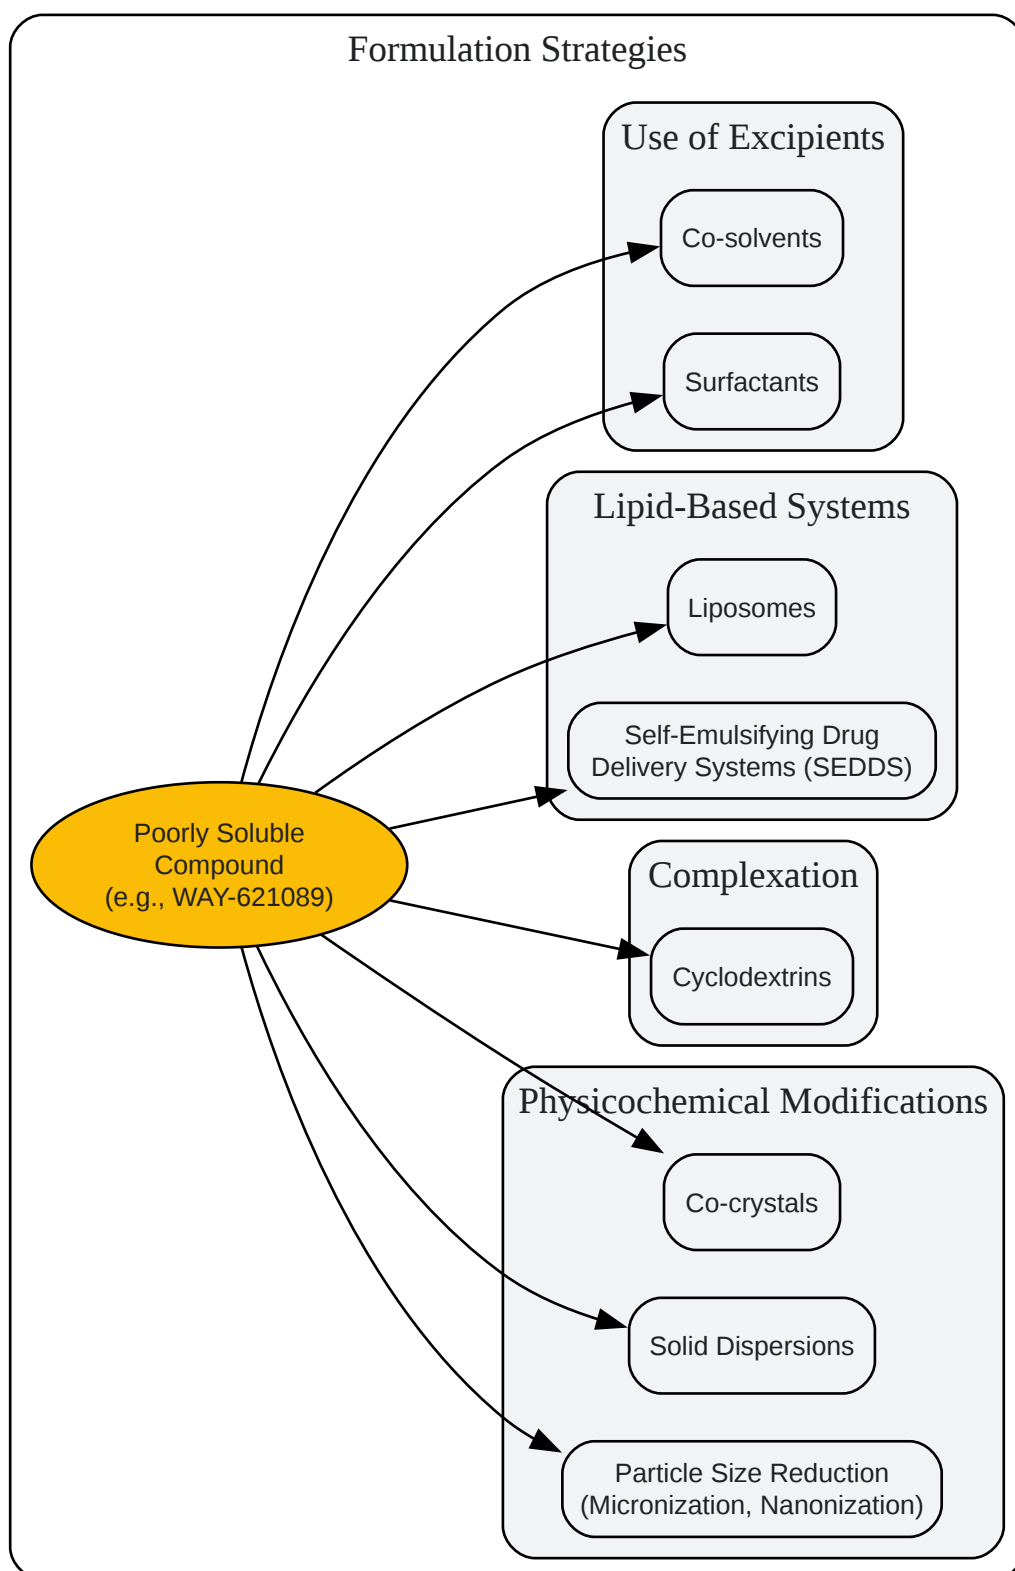 Formulation Strategies
Use of Excipients
Co-solvents
Surfactants
Lipid-Based Systems
Liposomes
Self-Emulsifying Drug
Delivery Systems (SEDDS)
Poorly Soluble
Compound
(e.g., WAY-621089)
Complexation
Cyclodextrins
Physicochemical Modifications
Co-crystals
Solid Dispersions
Particle Size Reduction
(Micronization, Nanonization)